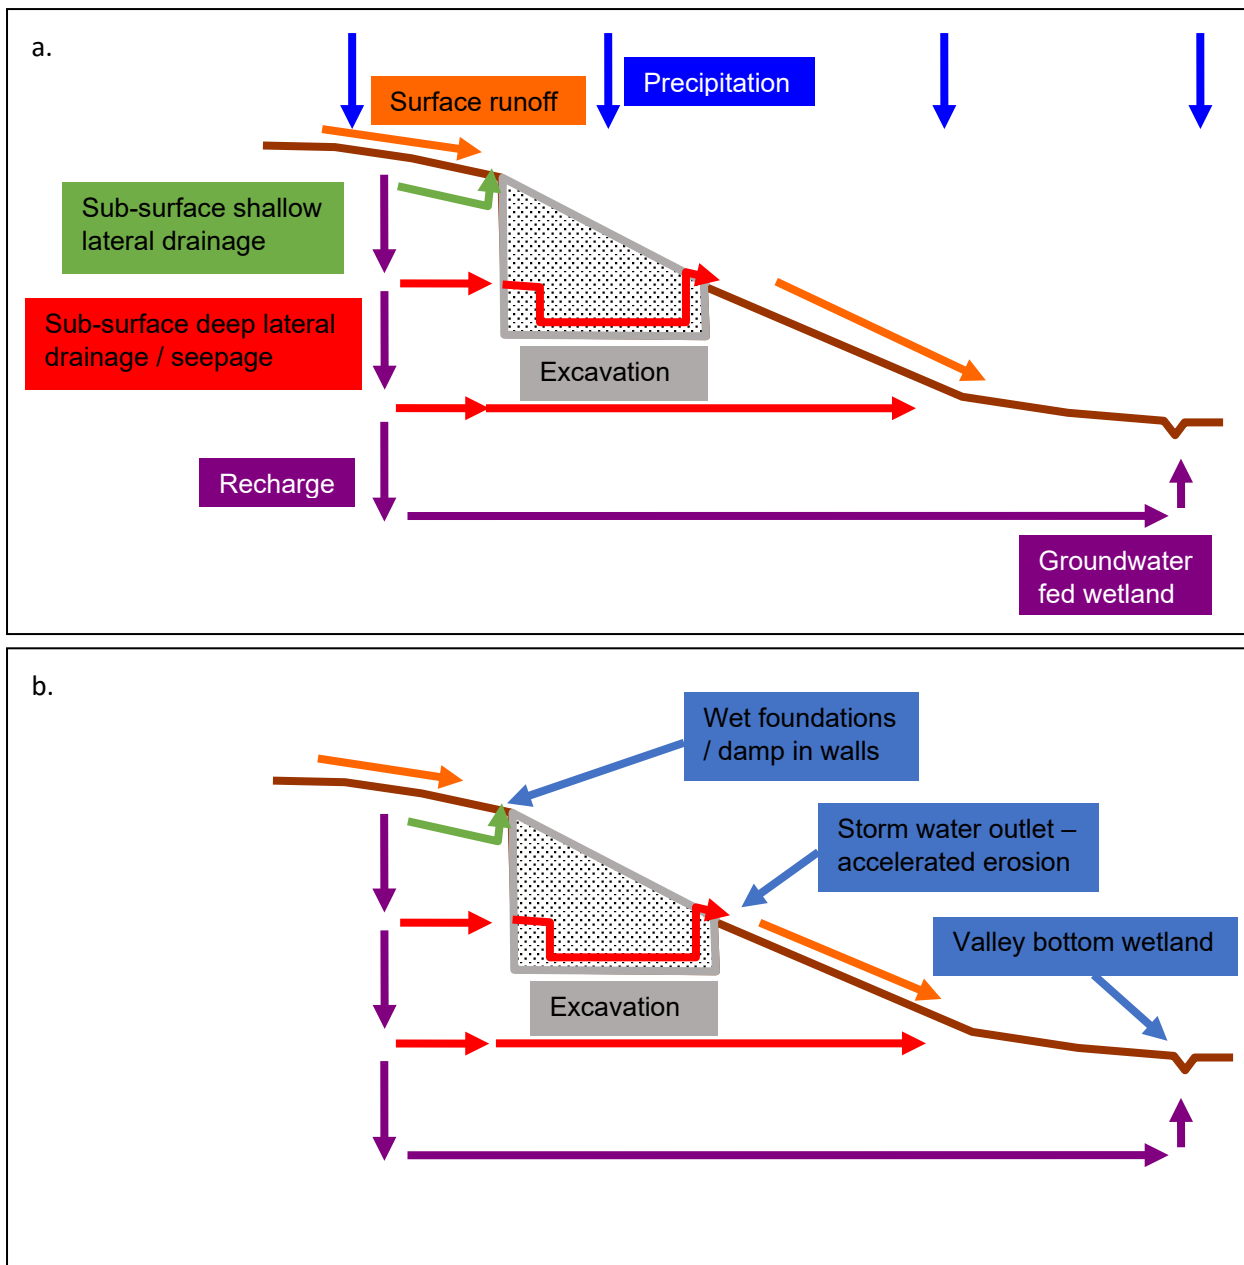 a.
Precipitation
Surface runoff
Sub-surface shallow
lateral drainage
Sub-surface deep lateral
drainage / seepage
Excavation
Recharge
Groundwater
fed wetland
b.
Wet foundations
/ damp in walls
Storm water outlet –
accelerated erosion
Valley bottom wetland
Excavation